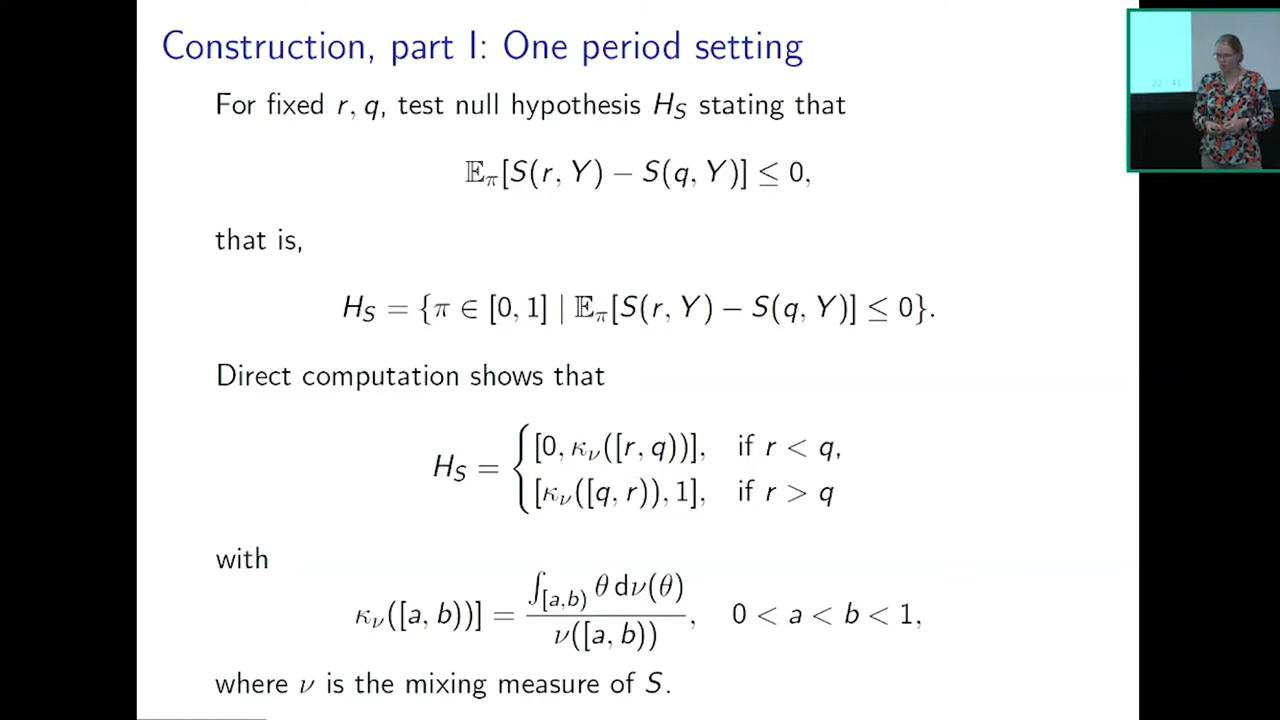 Construction, part I: One period setting
22 / 41
For fixed r, q, test null hypothesis H_S stating that
𝔼_π[S(r, Y) − S(q, Y)] ≤ 0,
that is,
H_S = {π ∈ [0, 1] | 𝔼_π[S(r, Y) − S(q, Y)] ≤ 0}.
Direct computation shows that
H_S = { [0, κ_ν([r, q))], if r < q,
[κ_ν([q, r)), 1], if r > q
with
κ_ν([a, b))] = ∫_{[a,b)} θ dν(θ) / ν([a, b)), 0 < a < b < 1,
where ν is the mixing measure of S.